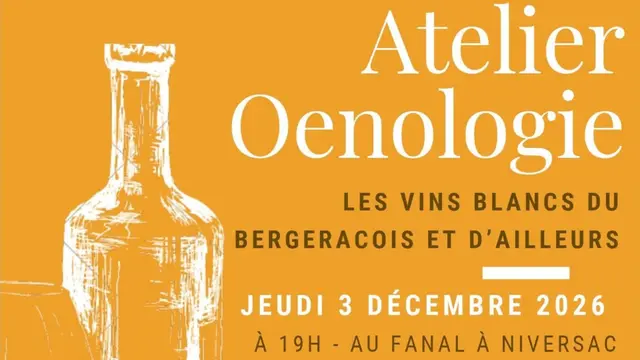 Atelier
Oenologie
LES VINS BLANCS DU
BERGERACOIS ET D’AILLEURS
JEUDI 3 DÉCEMBRE 2026
À 19H - AU FANAL À NIVERSAC